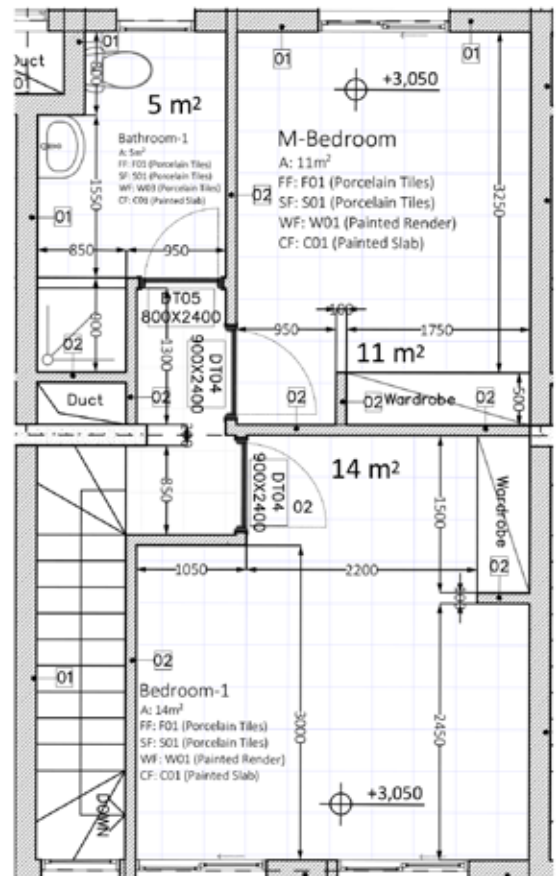 01
01
01
Duct
800
5 m²
+3,050
Bathroom-1
A: 5m²
FF: F01 (Porcelain Tiles)
SF: S01 (Porcelain Tiles)
WF: W01 (Porcelain Tiles)
CF: C01 (Painted Slab)
M-Bedroom
A: 11m²
FF: F01 (Porcelain Tiles)
SF: S01 (Porcelain Tiles)
WF: W01 (Painted Render)
CF: C01 (Painted Slab)
1550
02
3250
01
850
950
DT05
800X2400
900
DT04
900X2400
1300
950
100
1750
11 m²
02
Duct
02
02
02
Wardrobe
02
500
14 m²
DT04
900X2400
02
850
1500
Wardrobe
02
1050
2200
100
02
01
Bedroom-1
A: 14m²
FF: F01 (Porcelain Tiles)
SF: S01 (Porcelain Tiles)
WF: W01 (Painted Render)
CF: C01 (Painted Slab)
3000
2450
+3,050
DOWN